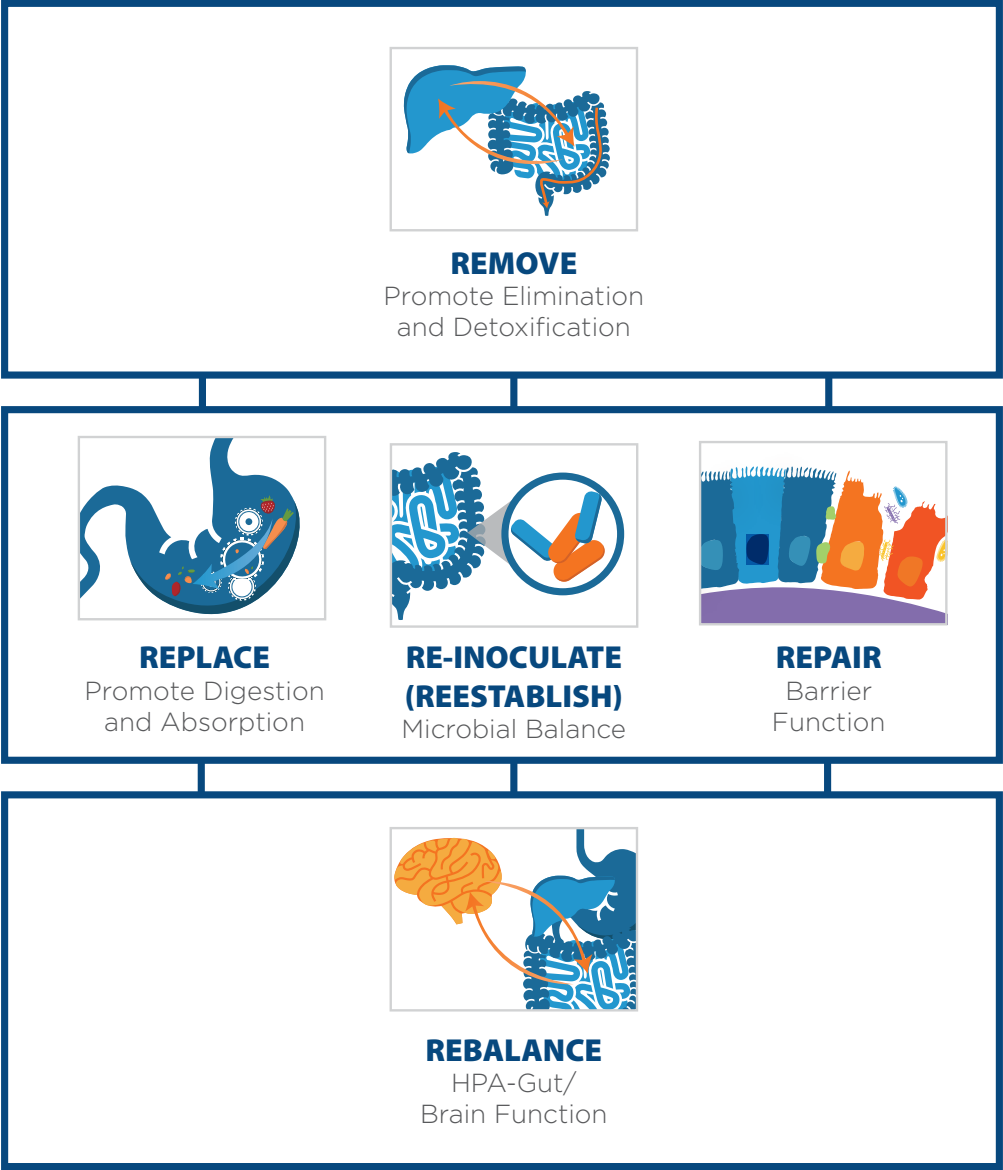 REMOVE
Promote Elimination
and Detoxification
REPLACE
Promote Digestion
and Absorption
RE-INOCULATE
(REESTABLISH)
Microbial Balance
REPAIR
Barrier
Function
REBALANCE
HPA-Gut/
Brain Function